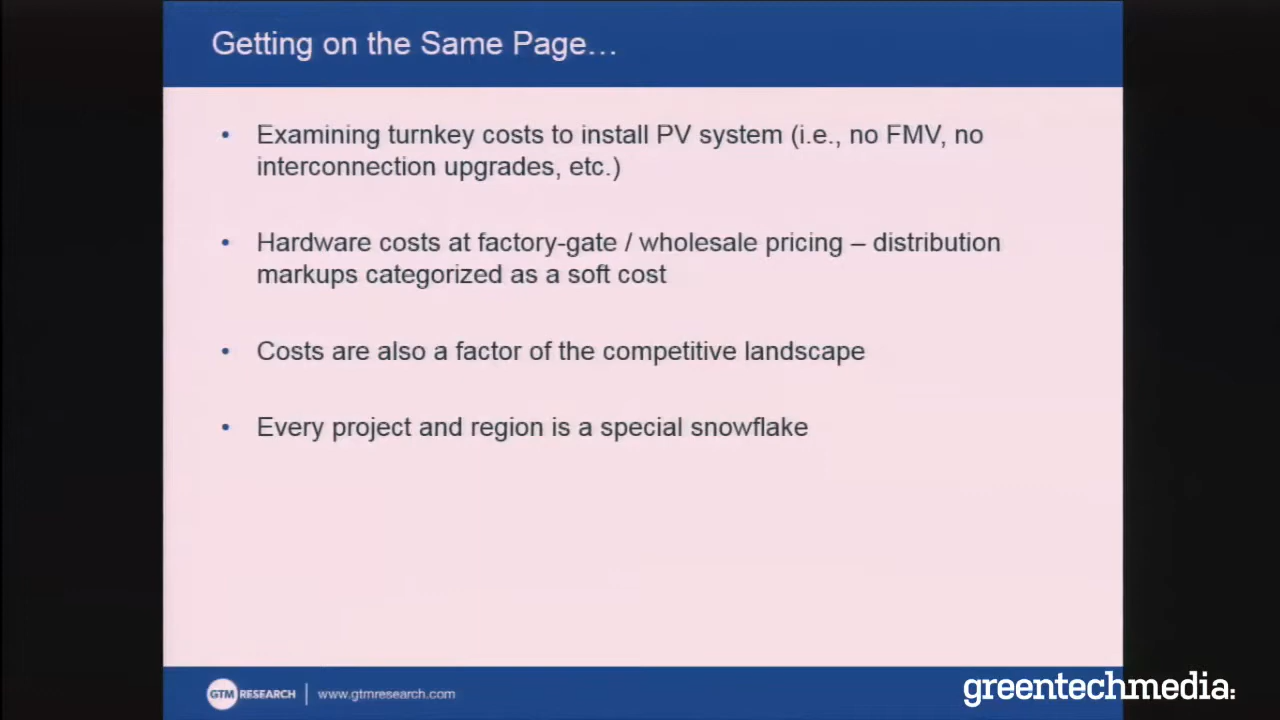 Getting on the Same Page…
• Examining turnkey costs to install PV system (i.e., no FMV, no
interconnection upgrades, etc.)
• Hardware costs at factory-gate / wholesale pricing – distribution
markups categorized as a soft cost
• Costs are also a factor of the competitive landscape
• Every project and region is a special snowflake
GTM RESEARCH | www.gtmresearch.com
greentechmedia: